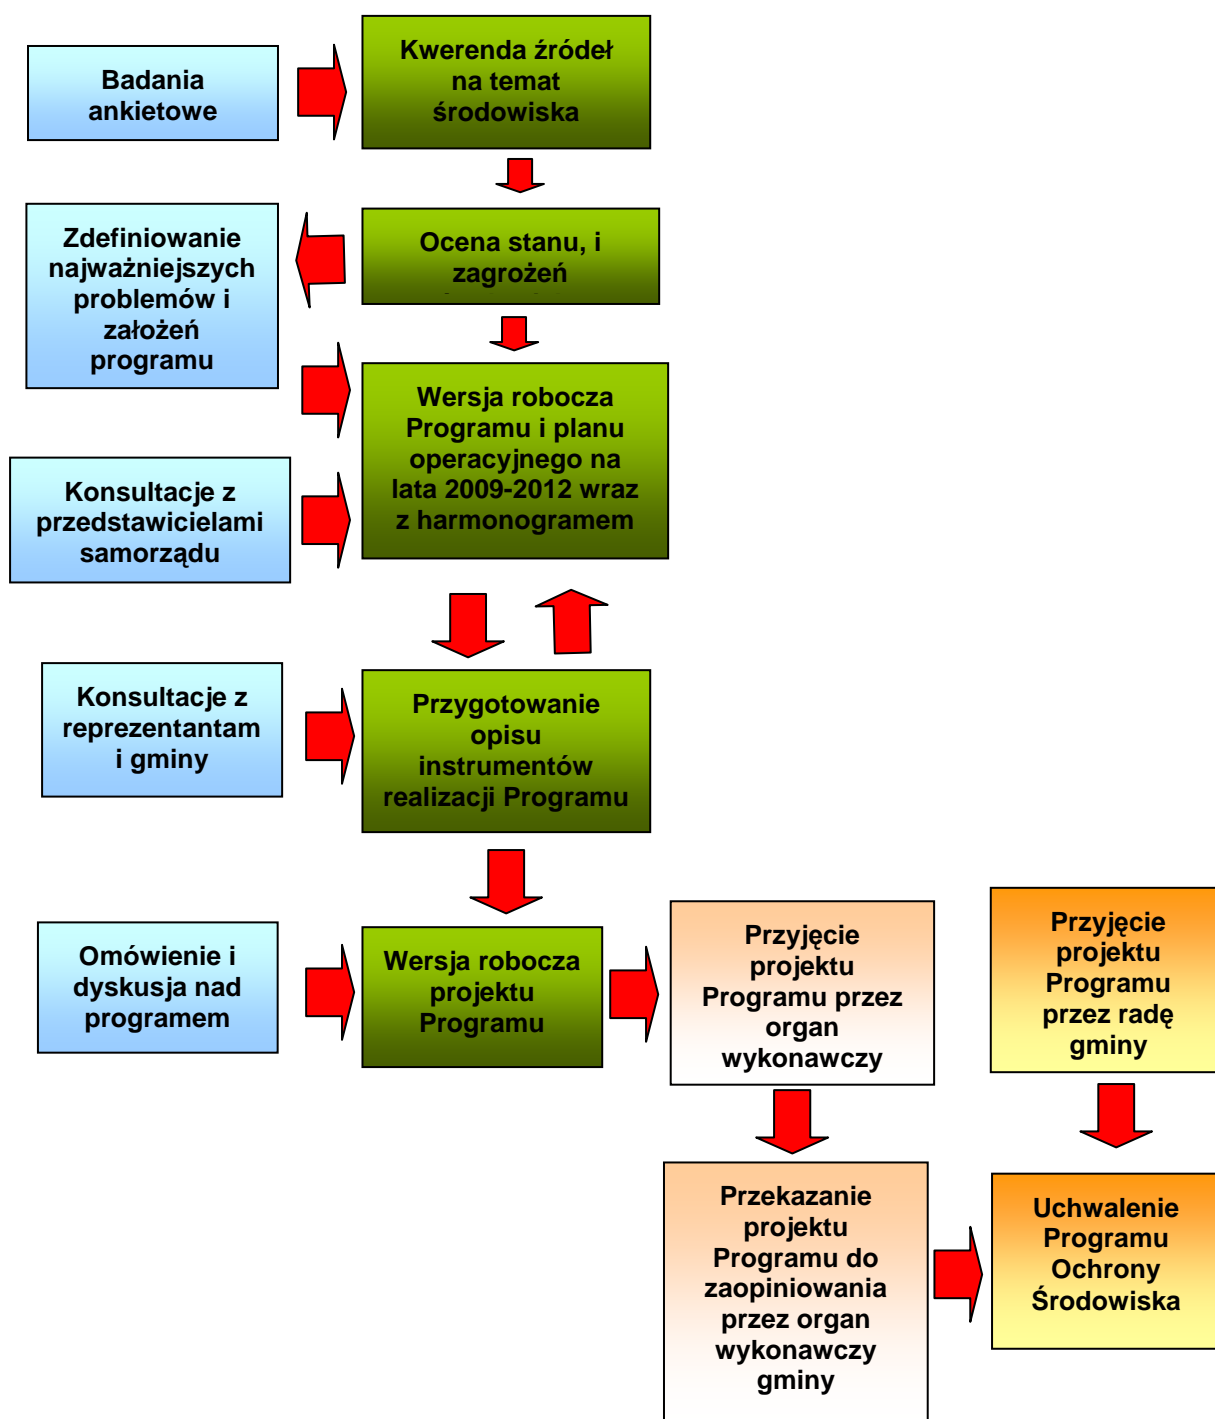 Badania
ankietowe
Kwerenda źródeł
na temat
środowiska
Zdefiniowanie
najważniejszych
problemów i
założeń
programu
Ocena stanu, i
zagrożeń
Wersja robocza
Programu i planu
operacyjnego na
lata 2009-2012 wraz
z harmonogramem
Konsultacje z
przedstawicielami
samorządu
Konsultacje z
reprezentantam
i gminy
Przygotowanie
opisu
instrumentów
realizacji Programu
Omówienie i
dyskusja nad
programem
Wersja robocza
projektu
Programu
Przyjęcie
projektu
Programu przez
organ
wykonawczy
Przyjęcie
projektu
Programu
przez radę
gminy
Przekazanie
projektu
Programu do
zaopiniowania
przez organ
wykonawczy
gminy
Uchwalenie
Programu
Ochrony
Środowiska